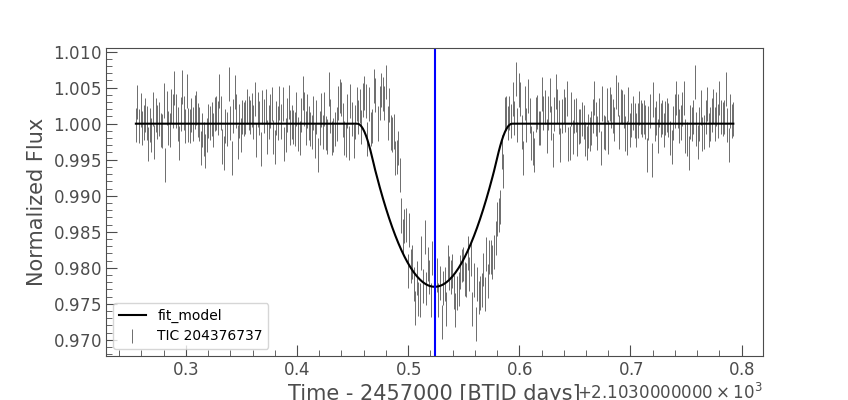 1.010
1.005
1.000
0.995
0.990
0.985
0.980
0.975
0.970
Normalized Flux
fit_model
TIC 204376737
0.3 0.4 0.5 0.6 0.7 0.8
Time - 2457000 [BTJD days] +2.1030000000 × 10³